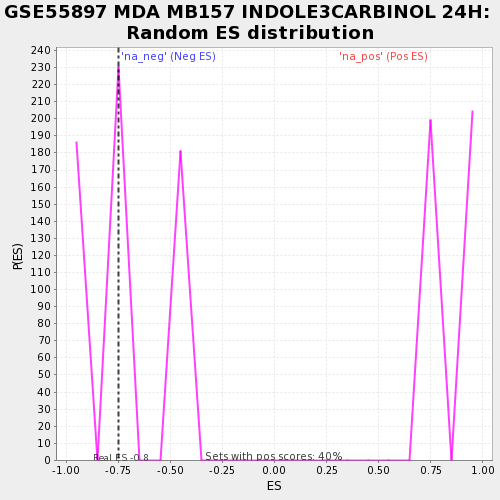 GSE55897 MDA MB157 INDOLE3CARBINOL 24H:
Random ES distribution
'na_neg' (Neg ES)
'na_pos' (Pos ES)
240
230
220
210
200
190
180
170
160
150
140
130
120
110
100
90
80
70
60
50
40
30
20
10
0
P(ES)
Real ES -0.8
Sets with pos scores: 40%
-1.00 -0.75 -0.50 -0.25 0.00 0.25 0.50 0.75 1.00
ES